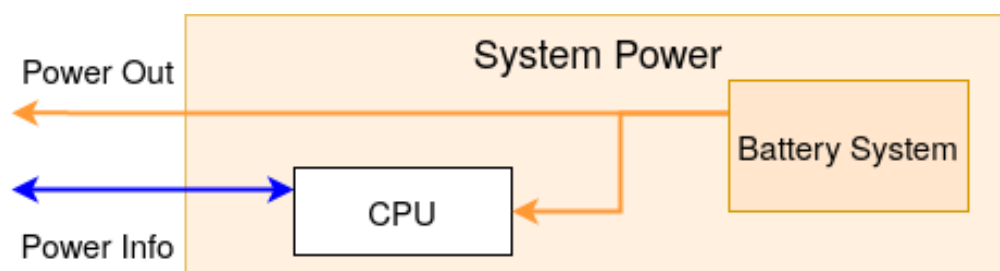 System Power
Power Out
Battery System
CPU
Power Info